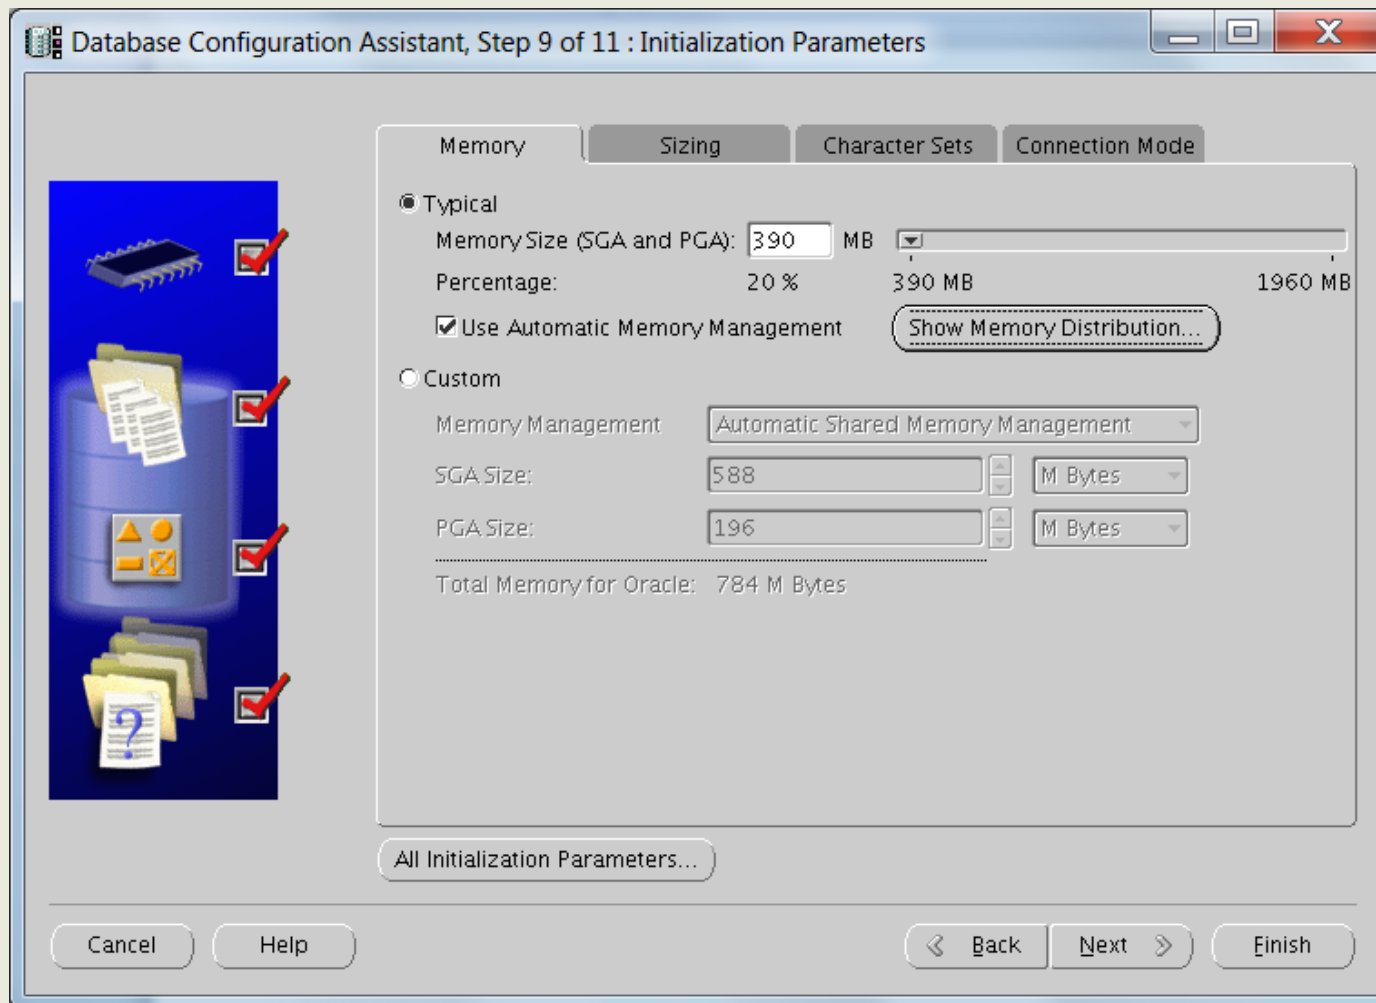 Database Configuration Assistant, Step 9 of 11 : Initialization Parameters
Memory Sizing Character Sets Connection Mode
Typical
Memory Size (SGA and PGA): 390 MB
Percentage: 20 % 390 MB 1960 MB
Use Automatic Memory Management Show Memory Distribution...
Custom
Memory Management Automatic Shared Memory Management
SGA Size: 588 M Bytes
PGA Size: 196 M Bytes
Total Memory for Oracle: 784 M Bytes
?
All Initialization Parameters...
Cancel Help Back Next Finish